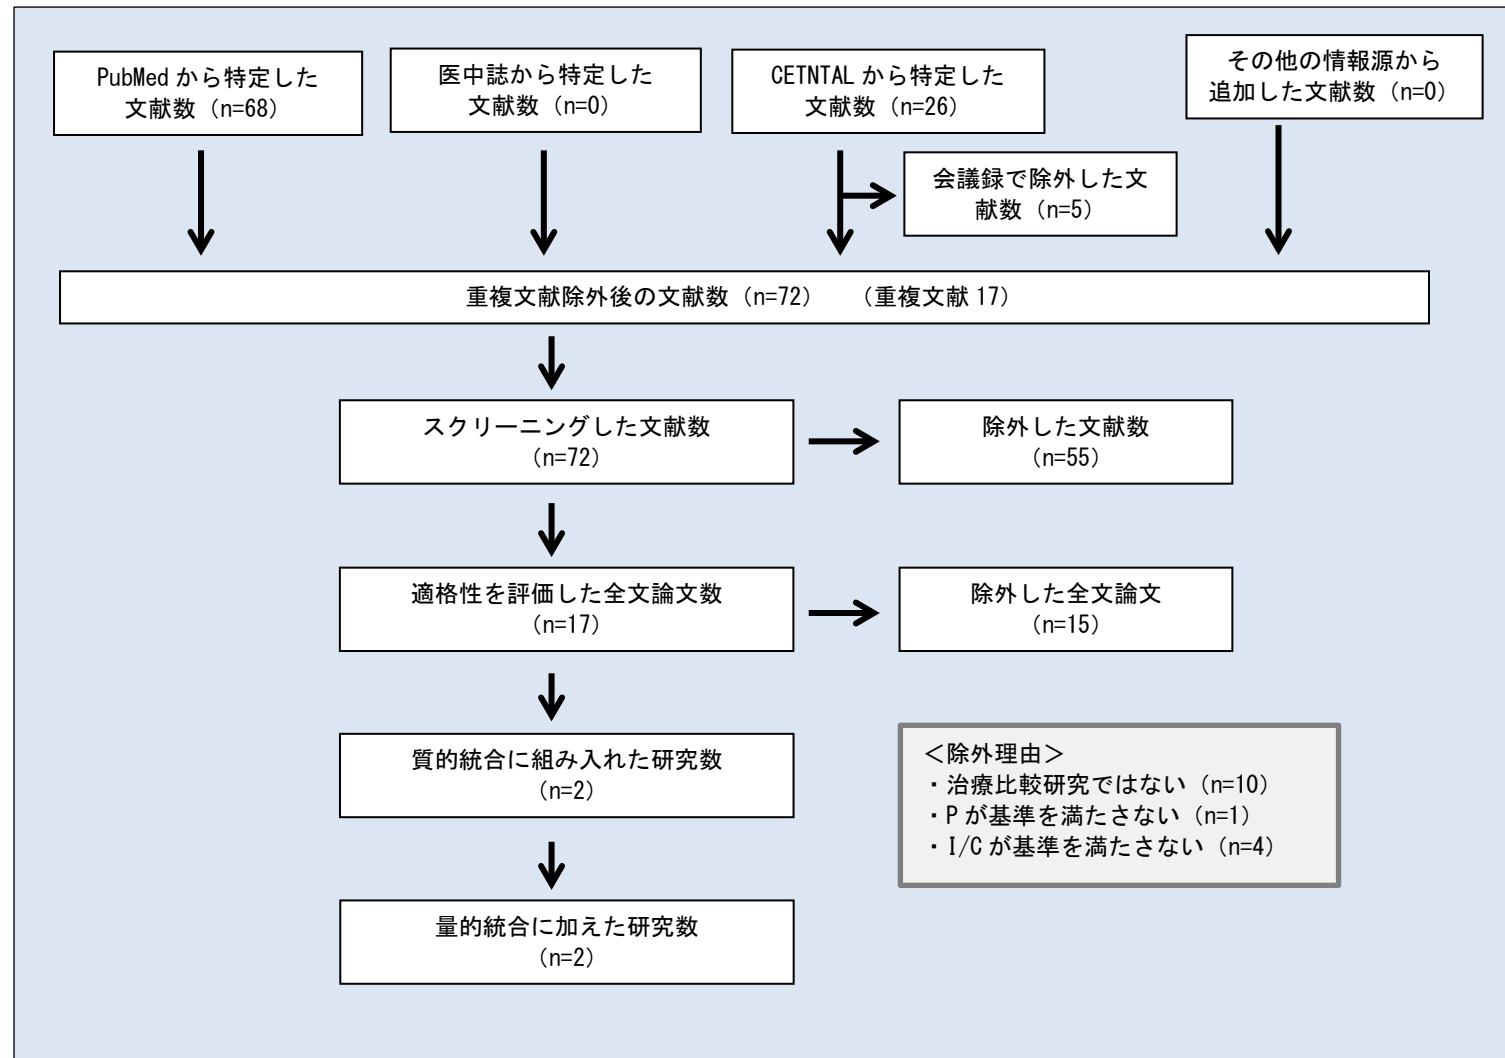 PubMed から特定した
文献数（n=68）
医中誌から特定した
文献数（n=0）
CETNTAL から特定した
文献数（n=26）
その他の情報源から
追加した文献数（n=0）
会議録で除外した文
献数（n=5）
重複文献除外後の文献数（n=72）　（重複文献 17）
スクリーニングした文献数
（n=72）
除外した文献数
（n=55）
適格性を評価した全文論文数
（n=17）
除外した全文論文
（n=15）
質的統合に組み入れた研究数
（n=2）
＜除外理由＞
・治療比較研究ではない（n=10）
・P が基準を満たさない（n=1）
・I/C が基準を満たさない（n=4）
量的統合に加えた研究数
（n=2）